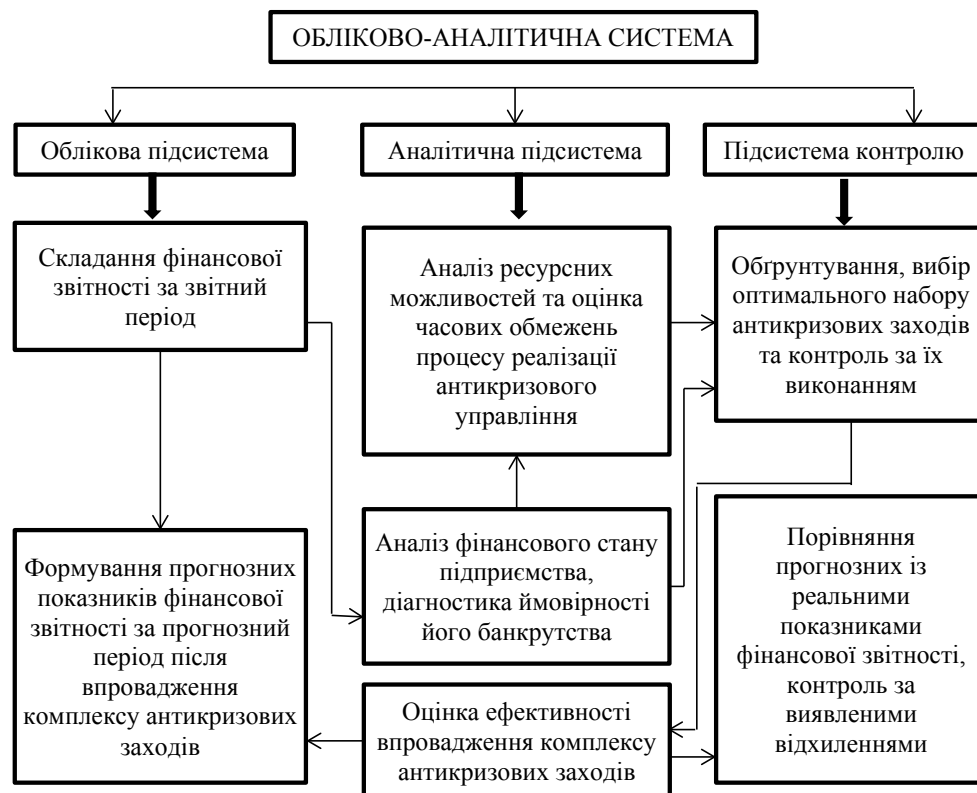 ОБЛІКОВО-АНАЛІТИЧНА СИСТЕМА
Облікова підсистема
Аналітична підсистема
Підсистема контролю
Складання фінансової
звітності за звітний
період
Аналіз ресурсних
можливостей та оцінка
часових обмежень
процесу реалізації
антикризового
управління
Обґрунтування, вибір
оптимального набору
антикризових заходів
та контроль за їх
виконанням
Формування прогнозних
показників фінансової
звітності за прогнозний
період після
впровадження
комплексу антикризових
заходів
Аналіз фінансового стану
підприємства,
діагностика ймовірності
його банкрутства
Порівняння
прогнозних із
реальними
показниками
фінансової звітності,
контроль за
виявленими
відхиленнями
Оцінка ефективності
впровадження комплексу
антикризових заходів